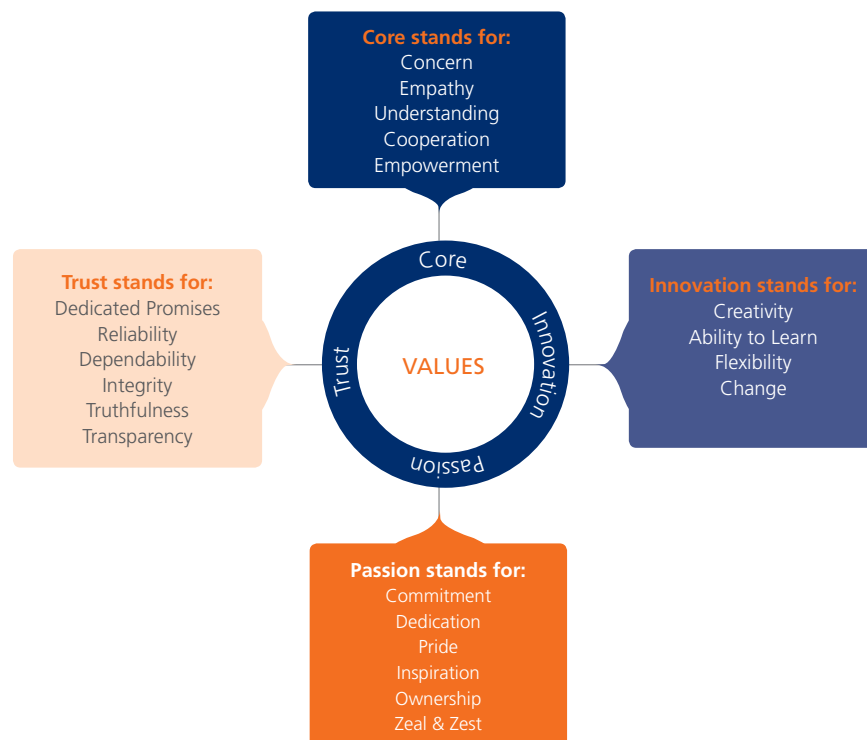 Core stands for:
Concern
Empathy
Understanding
Cooperation
Empowerment
Trust stands for:
Dedicated Promises
Reliability
Dependability
Integrity
Truthfulness
Transparency
Core
Innovation
Passion
Trust
VALUES
Innovation stands for:
Creativity
Ability to Learn
Flexibility
Change
Passion stands for:
Commitment
Dedication
Pride
Inspiration
Ownership
Zeal & Zest